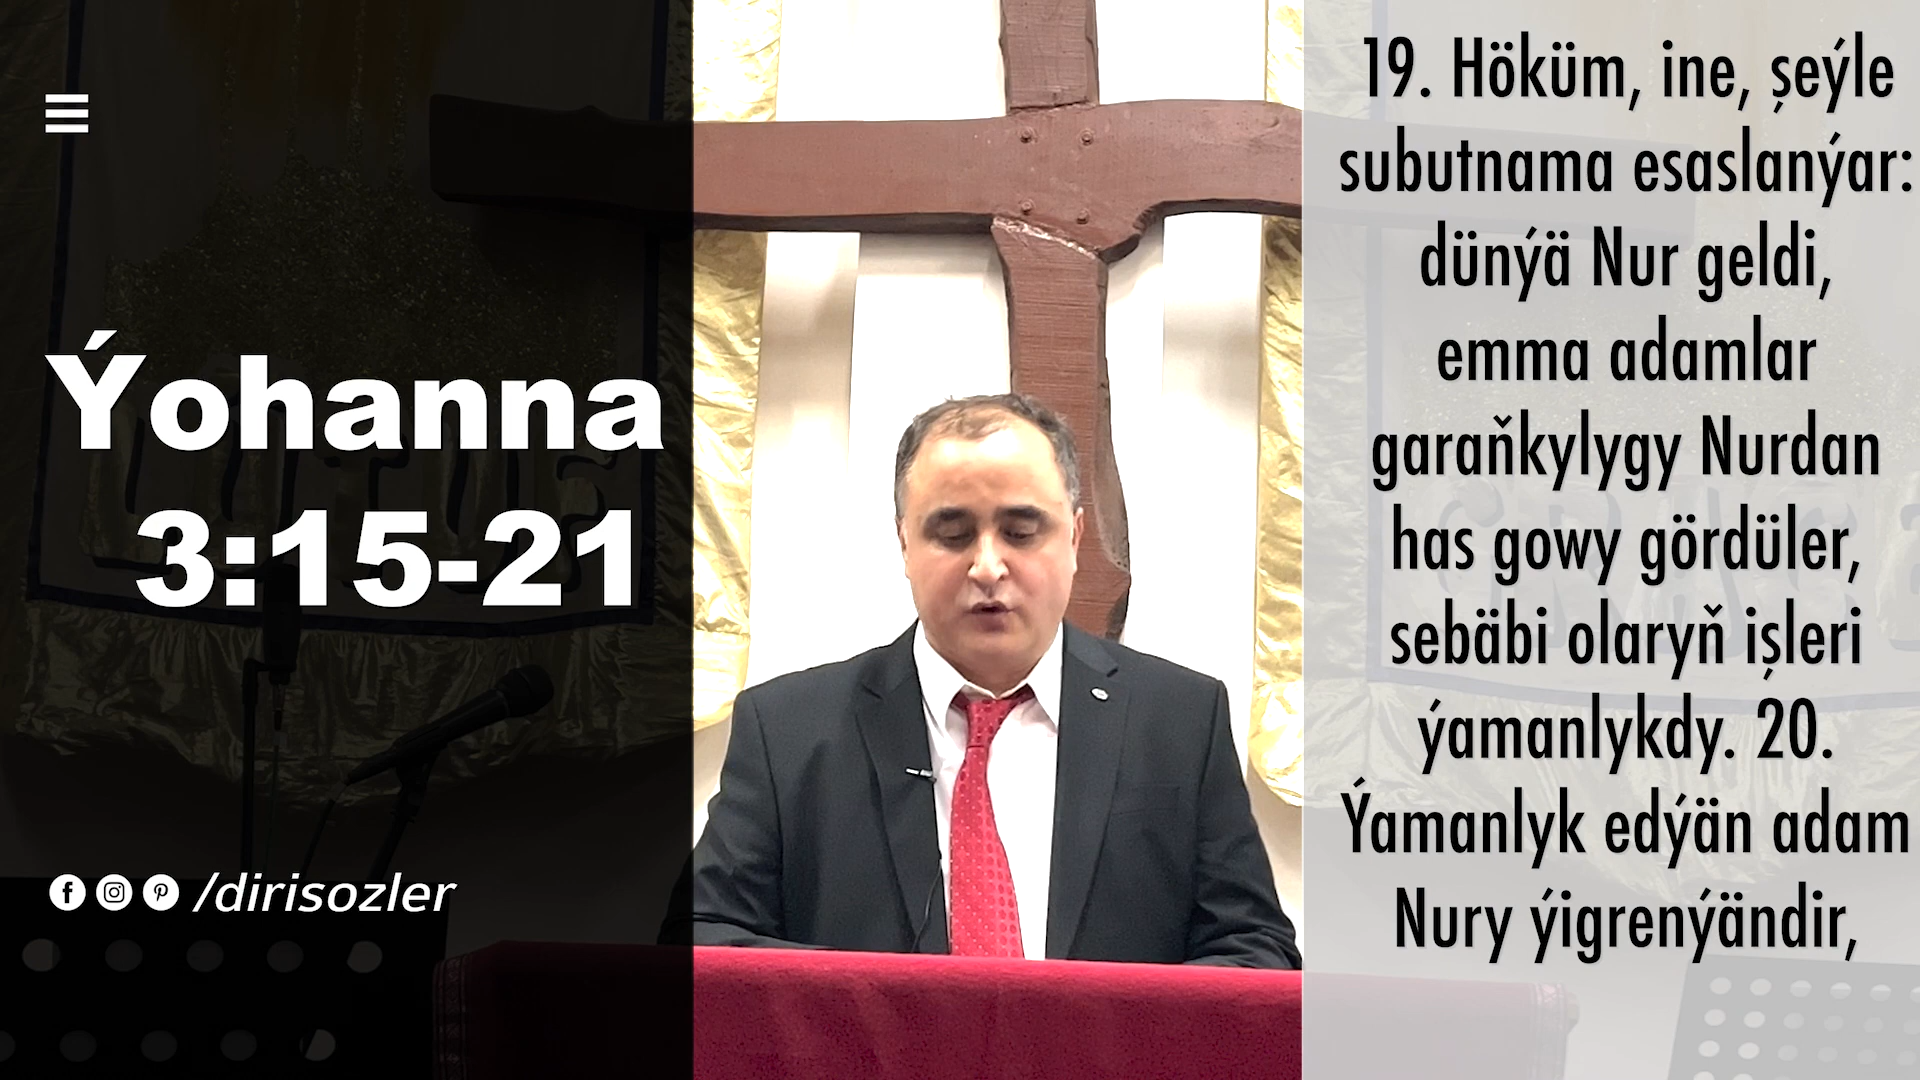 Ýohanna
3:15-21
/dirisozler
19. Höküm, ine, şeýle
subutnama esaslanýar:
dünýä Nur geldi,
emma adamlar
garaňkylygy Nurdan
has gowy gördüler,
sebäbi olaryň işleri
ýamanlykdy. 20.
Ýamanlyk edýän adam
Nury ýigrenýändir,